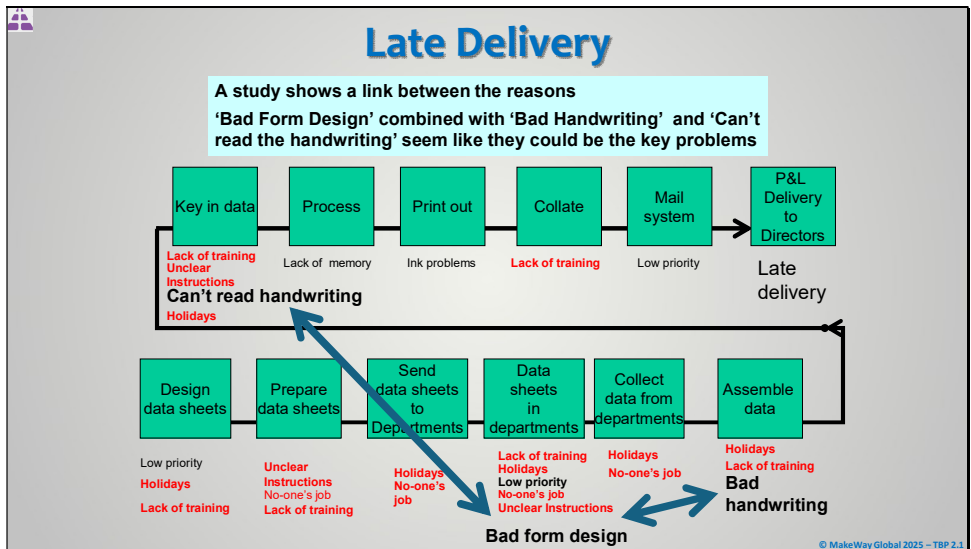 Late Delivery
A study shows a link between the reasons
‘Bad Form Design’ combined with ‘Bad Handwriting’ and ‘Can’t
read the handwriting’ seem like they could be the key problems
Key in data
Process
Print out
Collate
Mail
system
P&L
Delivery
to
Directors
Lack of training
Unclear
Instructions
Can’t read handwriting
Holidays
Lack of memory
Ink problems
Lack of training
Low priority
Late
delivery
Design
data sheets
Prepare
data sheets
Send
data sheets
to
Departments
Data
sheets
in
departments
Collect
data from
departments
Assemble
data
Low priority
Holidays
Lack of training
Unclear
Instructions
No-one’s job
Lack of training
Holidays
No-one’s
job
Lack of training
Holidays
Low priority
No-one’s job
Unclear Instructions
Holidays
No-one’s job
Holidays
Lack of training
Bad
handwriting
Bad form design
© MakeWay Global 2025 – TBP 2.1